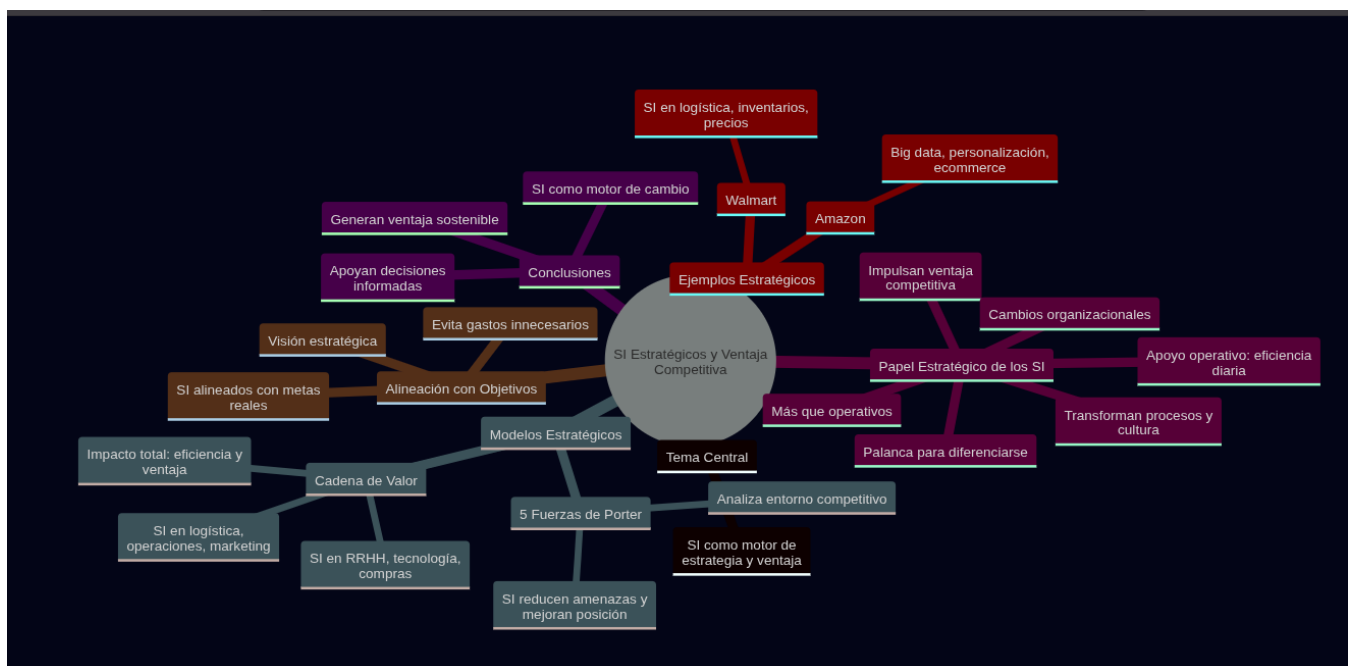 SI en logística, inventarios,
precios
Big data, personalización,
ecommerce
SI como motor de cambio
Walmart
Amazon
Generan ventaja sostenible
Apoyan decisiones
informadas
Conclusiones
Ejemplos Estratégicos
Impulsan ventaja
competitiva
Cambios organizacionales
Evita gastos innecesarios
Visión estratégica
SI Estratégicos y Ventaja
Competitiva
Papel Estratégico de los SI
Apoyo operativo: eficiencia
diaria
SI alineados con metas
reales
Alineación con Objetivos
Más que operativos
Transforman procesos y
cultura
Modelos Estratégicos
Palanca para diferenciarse
Impacto total: eficiencia y
ventaja
Tema Central
Cadena de Valor
Analiza entorno competitivo
5 Fuerzas de Porter
SI en logística,
operaciones, marketing
SI en RRHH, tecnología,
compras
SI como motor de
estrategia y ventaja
SI reducen amenazas y
mejoran posición